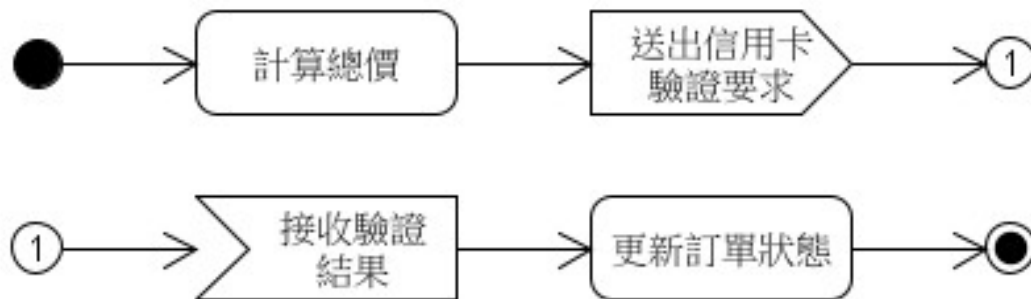 計算總價
送出信用卡
驗證要求
1
1
接收驗證
結果
更新訂單狀態